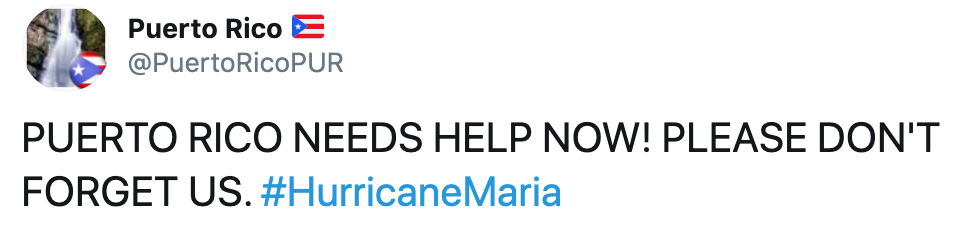 Puerto Rico 🇵🇷
@PuertoRicoPUR
PUERTO RICO NEEDS HELP NOW! PLEASE DON'T
FORGET US. #HurricaneMaria